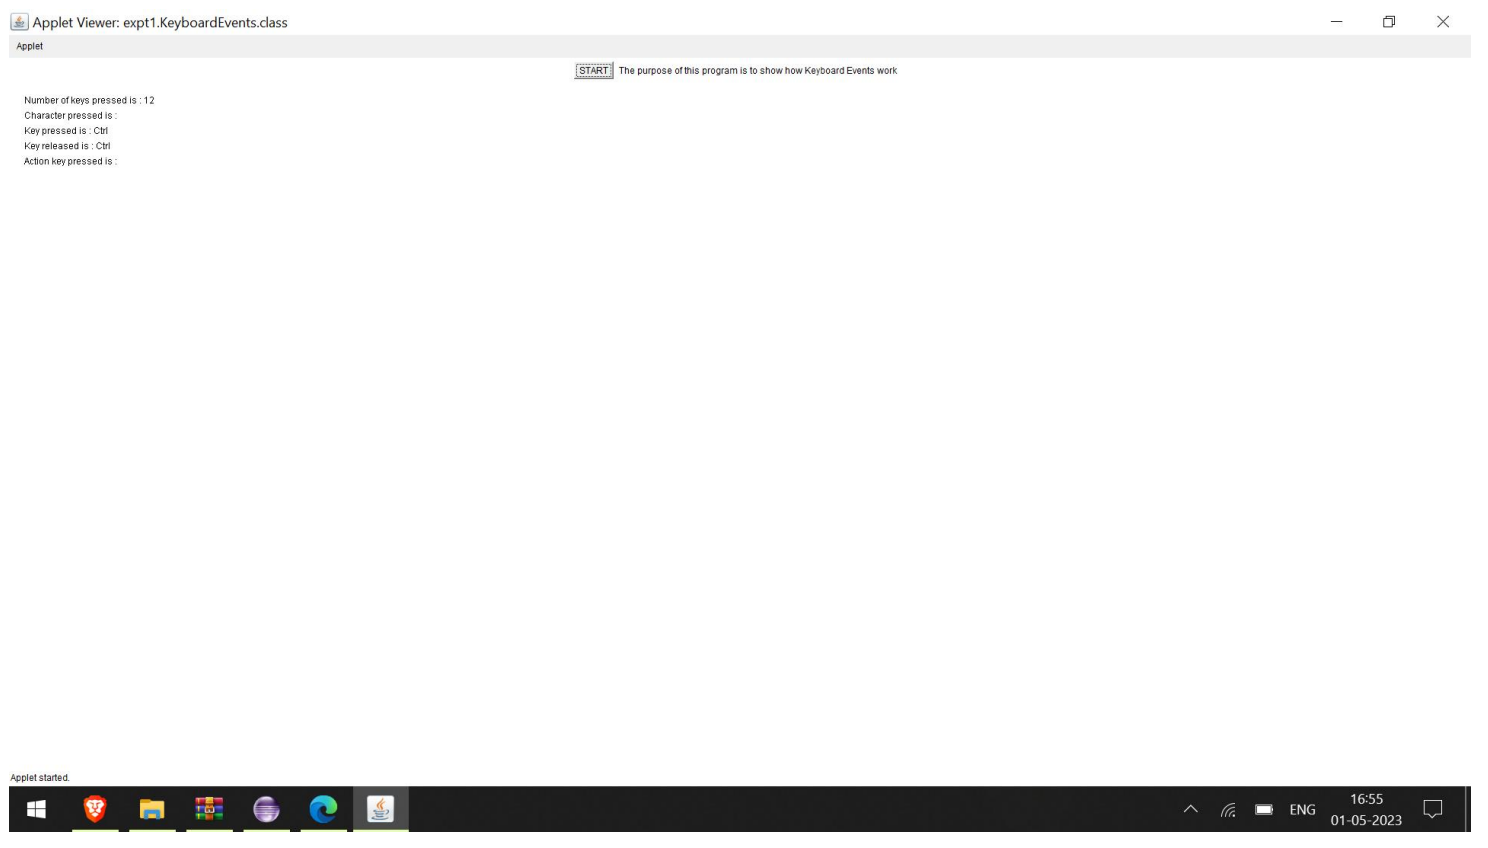 Applet Viewer: expt1.KeyboardEvents.class
Applet
START The purpose of this program is to show how Keyboard Events work
Number of keys pressed is : 12
Character pressed is :
Key pressed is : Ctrl
Key released is : Ctrl
Action key pressed is :
Applet started.
ENG
16:55
01-05-2023